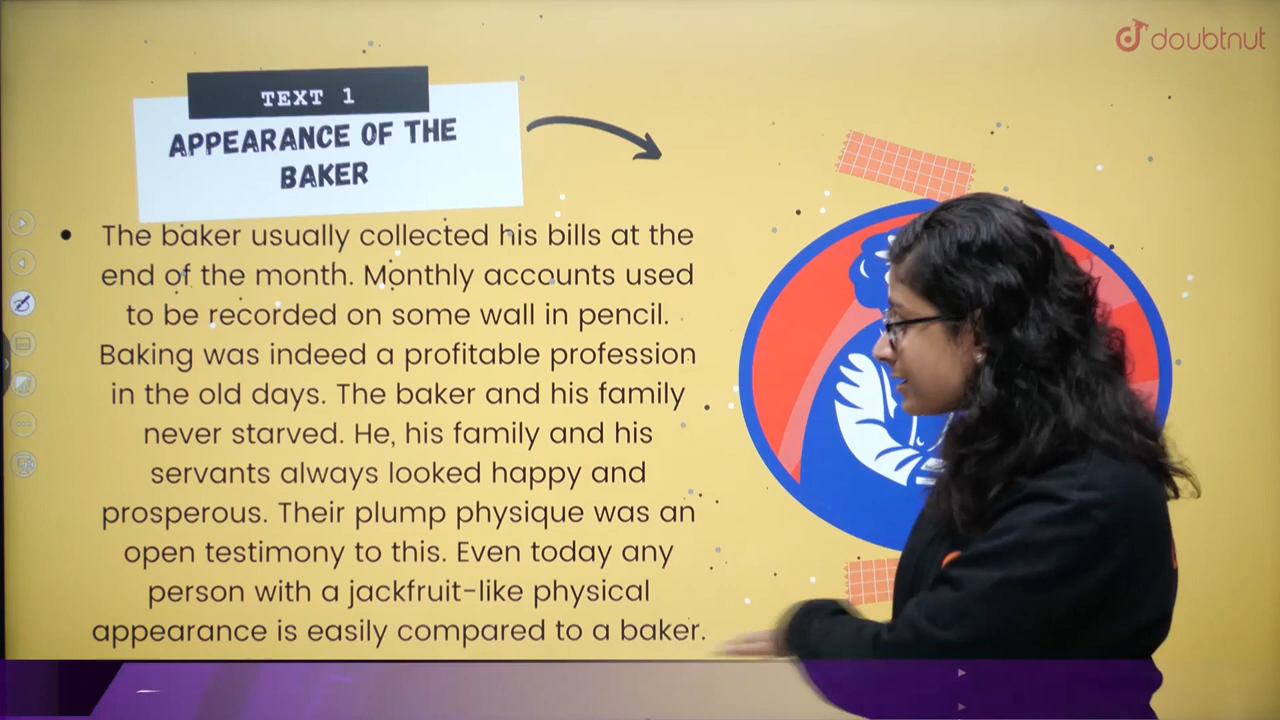 doubtnut
TEXT 1
APPEARANCE OF THE
BAKER
• The baker usually collected his bills at the
end of the month. Monthly accounts used
to be recorded on some wall in pencil.
Baking was indeed a profitable profession
in the old days. The baker and his family
never starved. He, his family and his
servants always looked happy and
prosperous. Their plump physique was an
open testimony to this. Even today any
person with a jackfruit-like physical
appearance is easily compared to a baker.